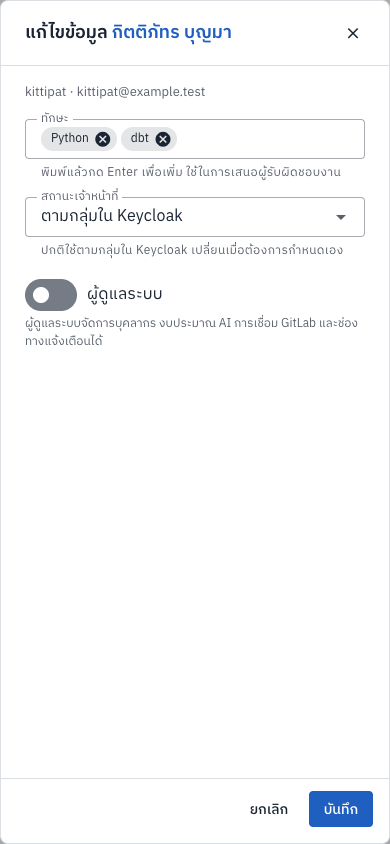 แก้ไขข้อมูล กิตติภัทร บุญมา
kittipat · kittipat@example.test
ทักษะ
Python dbt
พิมพ์แล้วกด Enter เพื่อเพิ่ม ใช้ในการเสนอผู้รับผิดชอบงาน
สถานะเจ้าหน้าที่
ตามกลุ่มใน Keycloak
ปกติใช้ตามกลุ่มใน Keycloak เปลี่ยนเมื่อต้องการกำหนดเอง
ผู้ดูแลระบบ
ผู้ดูแลระบบจัดการบุคลากร งบประมาณ AI การเชื่อม GitLab และช่อง
ทางแจ้งเตือนได้
ยกเลิก บันทึก